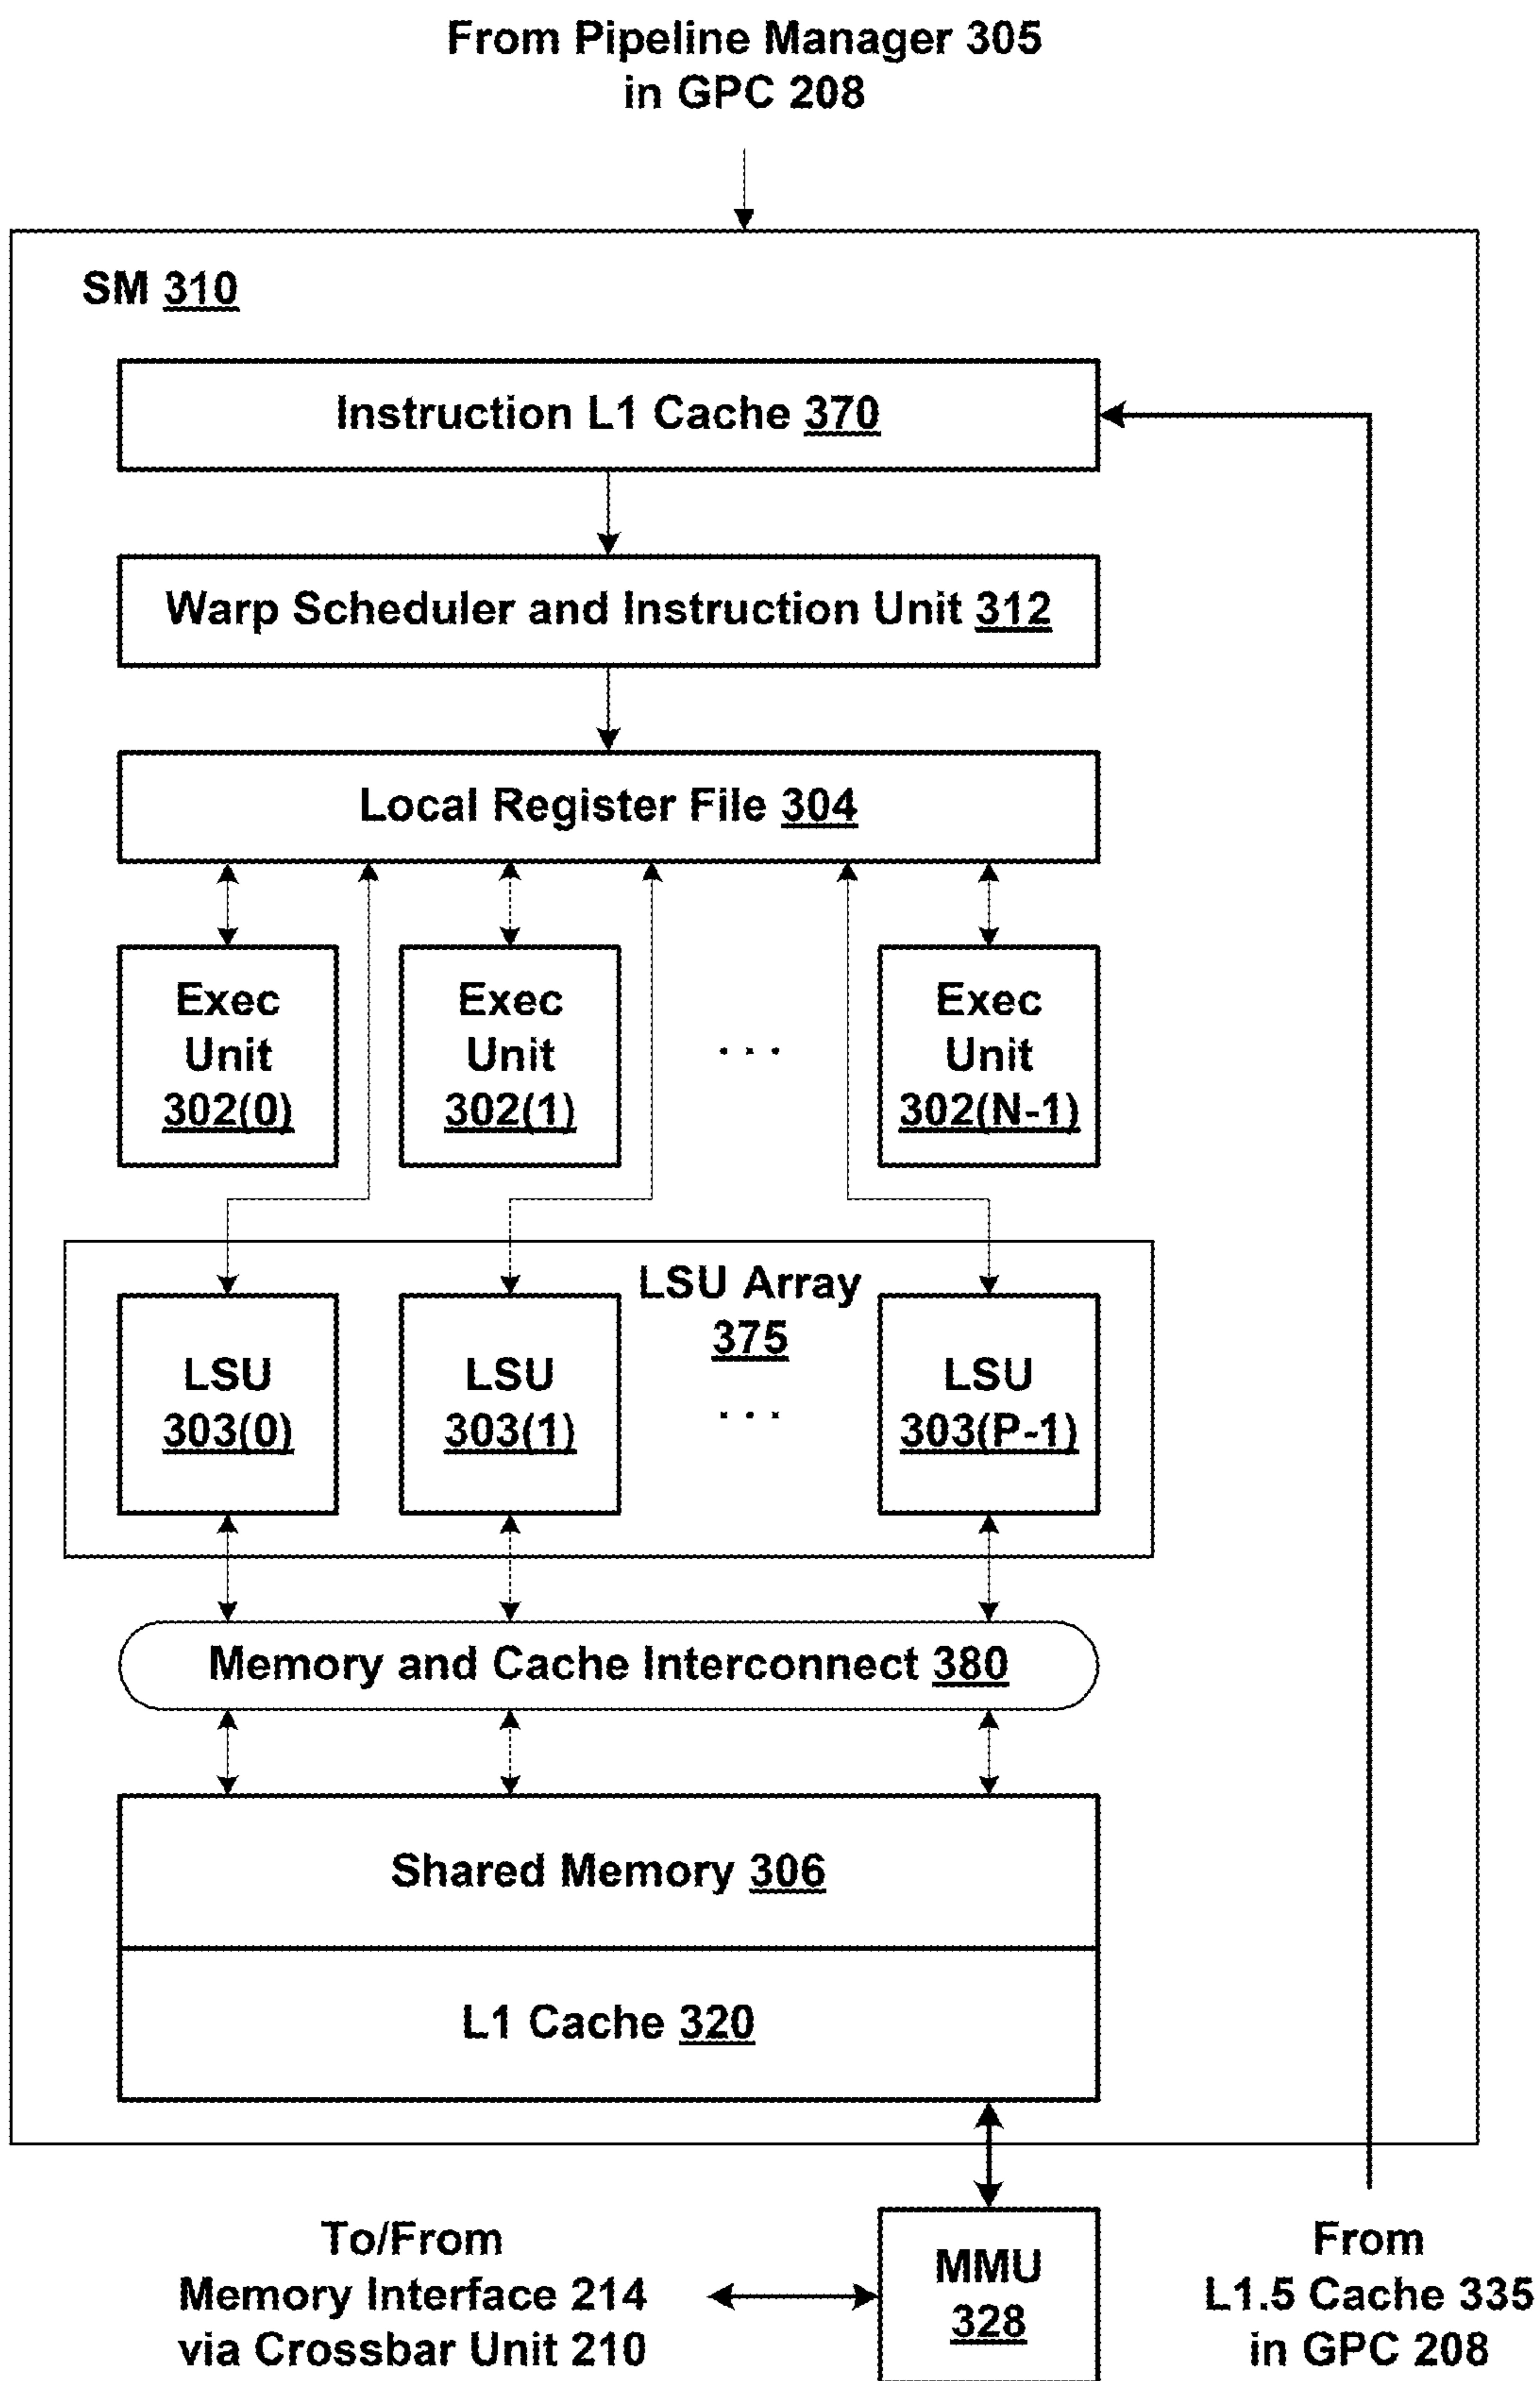 From Pipeline Manager 305
in GPC 208
SM 310
Instruction L1 Cache 370
Warp Scheduler and Instruction Unit 312
Local Register File 304
Exec
Unit
302(0)
Exec
Unit
302(1)
. . .
Exec
Unit
302(N-1)
LSU Array
375
LSU
303(0)
LSU
303(1)
. . .
LSU
303(P-1)
Memory and Cache Interconnect 380
Shared Memory 306
L1 Cache 320
To/From
Memory Interface 214
via Crossbar Unit 210
MMU
328
From
L1.5 Cache 335
in GPC 208